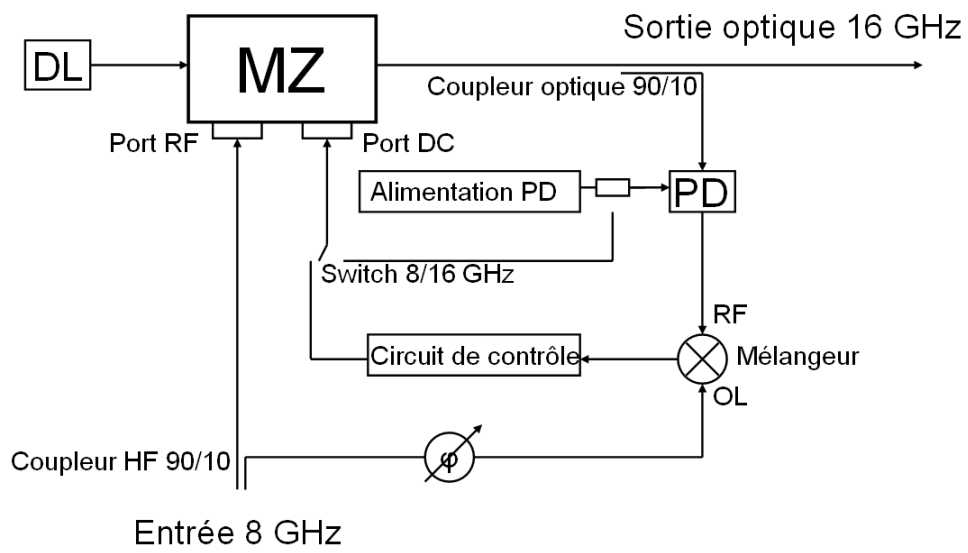 Sortie optique 16 GHz
DL
MZ
Coupleur optique 90/10
Port RF
Port DC
Alimentation PD
PD
Switch 8/16 GHz
RF
Circuit de contrôle
Mélangeur
OL
Coupleur HF 90/10
φ
Entrée 8 GHz